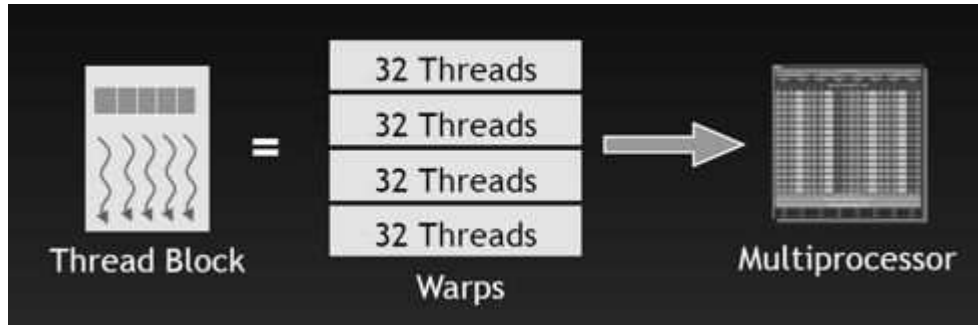 32 Threads
32 Threads
32 Threads
32 Threads
=
Thread Block
Warps
Multiprocessor